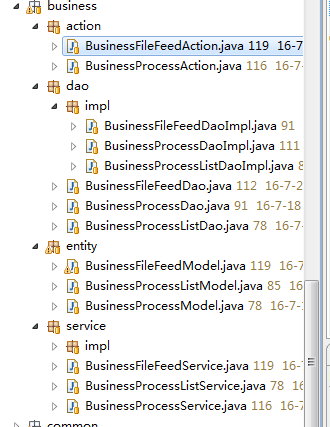 business
action
BusinessFileFeedAction.java 119 16-7
BusinessProcessAction.java 116 16-7-
dao
impl
BusinessFileFeedDaoImpl.java 91
BusinessProcessDaoImpl.java 111
BusinessProcessListDaoImpl.java 8
BusinessFileFeedDao.java 112 16-7-2
BusinessProcessDao.java 91 16-7-18
BusinessProcessListDao.java 78 16-7-
entity
BusinessFileFeedModel.java 119 16-7
BusinessProcessListModel.java 85 16-
BusinessProcessModel.java 78 16-7-
service
impl
BusinessFileFeedService.java 119 16-7
BusinessProcessListService.java 78 16
BusinessProcessService.java 116 16-7
common